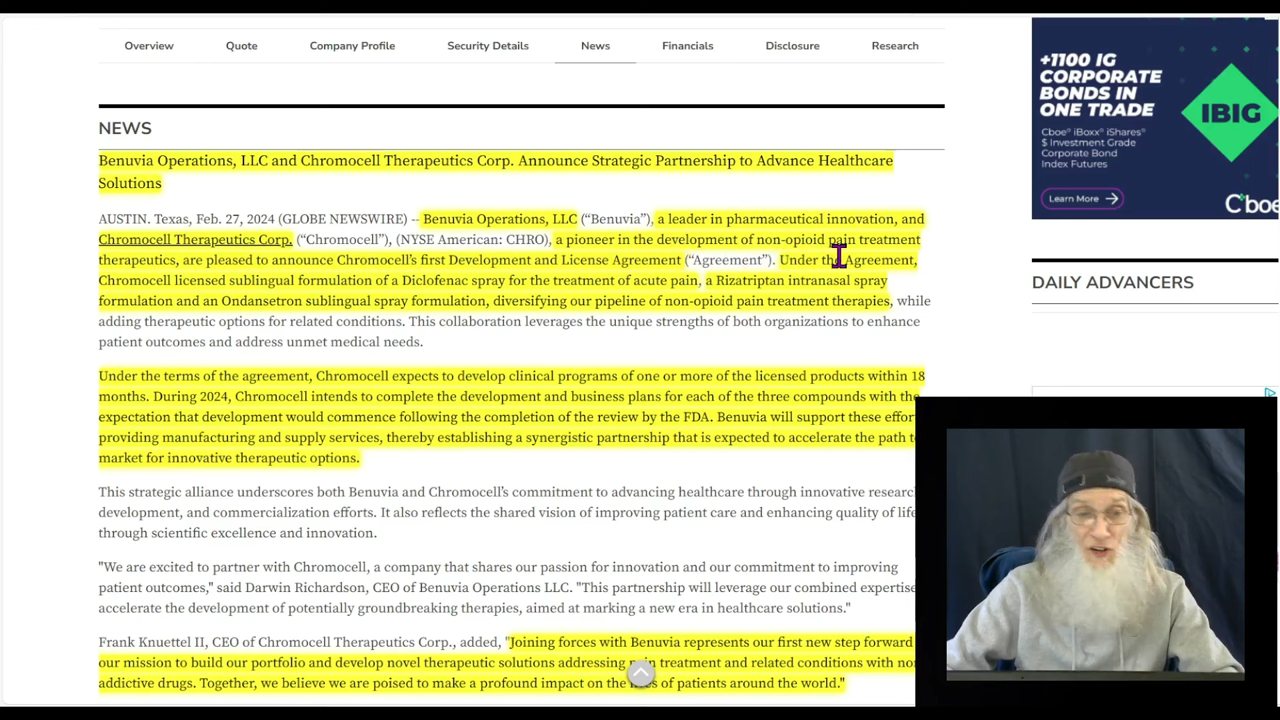 Overview Quote Company Profile Security Details News Financials Disclosure Research
NEWS
Benuvia Operations, LLC and Chromocell Therapeutics Corp. Announce Strategic Partnership to Advance Healthcare
Solutions
AUSTIN. Texas, Feb. 27, 2024 (GLOBE NEWSWIRE) -- Benuvia Operations, LLC (“Benuvia”), a leader in pharmaceutical innovation, and
Chromocell Therapeutics Corp. (“Chromocell”), (NYSE American: CHRO), a pioneer in the development of non-opioid pain treatment
therapeutics, are pleased to announce Chromocell’s first Development and License Agreement (“Agreement”). Under the Agreement,
Chromocell licensed sublingual formulation of a Diclofenac spray for the treatment of acute pain, a Rizatriptan intranasal spray
formulation and an Ondansetron sublingual spray formulation, diversifying our pipeline of non-opioid pain treatment therapies, while
adding therapeutic options for related conditions. This collaboration leverages the unique strengths of both organizations to enhance
patient outcomes and address unmet medical needs.
Under the terms of the agreement, Chromocell expects to develop clinical programs of one or more of the licensed products within 18
months. During 2024, Chromocell intends to complete the development and business plans for each of the three compounds with the
expectation that development would commence following the completion of the review by the FDA. Benuvia will support these effor
providing manufacturing and supply services, thereby establishing a synergistic partnership that is expected to accelerate the path t
market for innovative therapeutic options.
This strategic alliance underscores both Benuvia and Chromocell’s commitment to advancing healthcare through innovative researc
development, and commercialization efforts. It also reflects the shared vision of improving patient care and enhancing quality of life
through scientific excellence and innovation.
"We are excited to partner with Chromocell, a company that shares our passion for innovation and our commitment to improving
patient outcomes," said Darwin Richardson, CEO of Benuvia Operations LLC. "This partnership will leverage our combined expertise
accelerate the development of potentially groundbreaking therapies, aimed at marking a new era in healthcare solutions."
Frank Knuettel II, CEO of Chromocell Therapeutics Corp., added, "Joining forces with Benuvia represents our first new step forward
our mission to build our portfolio and develop novel therapeutic solutions addressing pain treatment and related conditions with no
addictive drugs. Together, we believe we are poised to make a profound impact on the of patients around the world."
+1100 IG
CORPORATE
BONDS IN
ONE TRADE
IBIG
Cboe® iBoxx® iShares®
$ Investment Grade
Corporate Bond
Index Futures
Learn More
Cboe
DAILY ADVANCERS